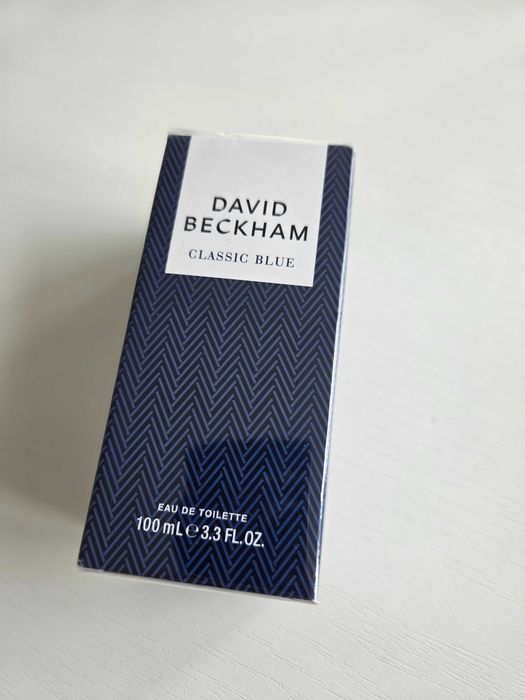 DAVID
BECKHAM
CLASSIC BLUE
EAU DE TOILETTE
100 mL ℮ 3.3 FL.OZ.